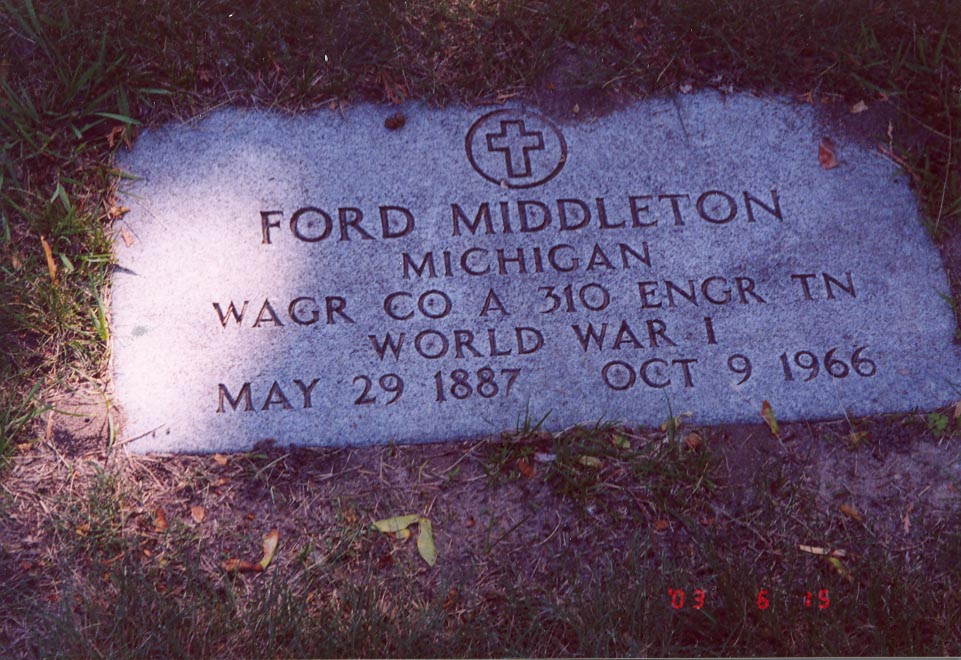 FORD MIDDLETON
MICHIGAN
WAGR CO A 310 ENGR TN
WORLD WAR I
MAY 29 1887 OCT 9 1966
'03 6 19